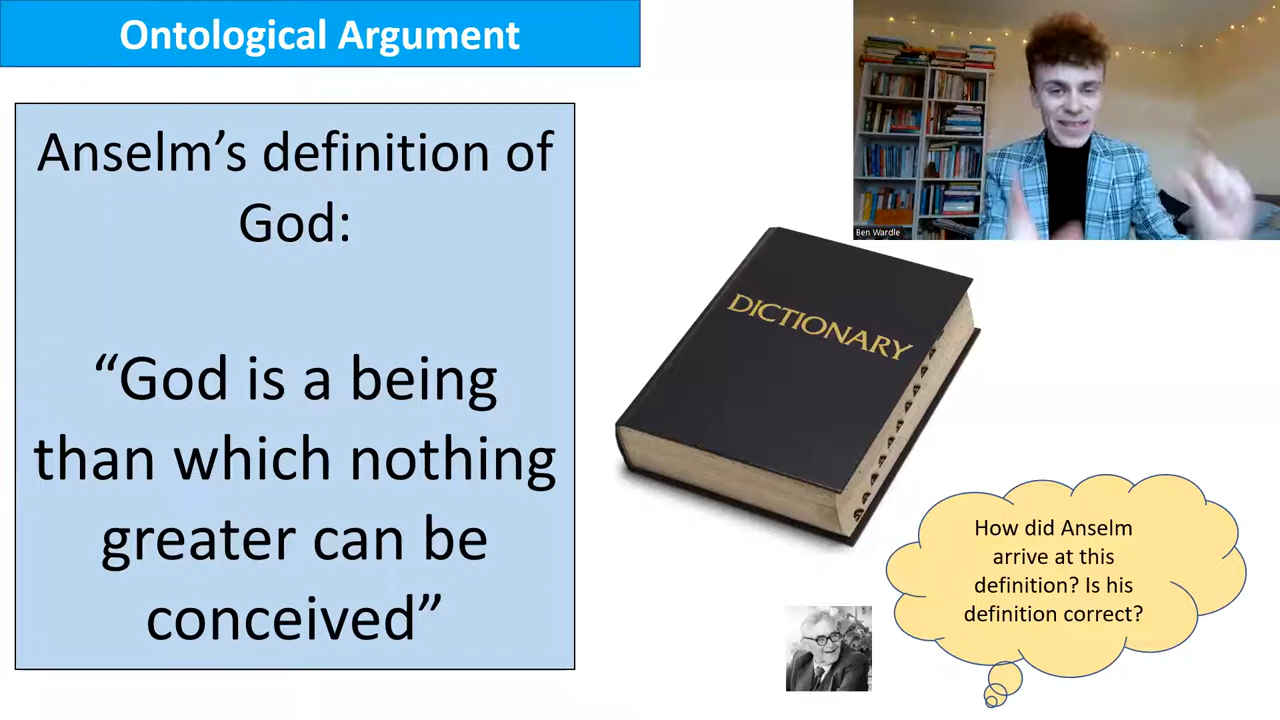 Ontological Argument
Anselm’s definition of
God:
“God is a being
than which nothing
greater can be
conceived”
Ben Wardle
DICTIONARY
How did Anselm
arrive at this
definition? Is his
definition correct?